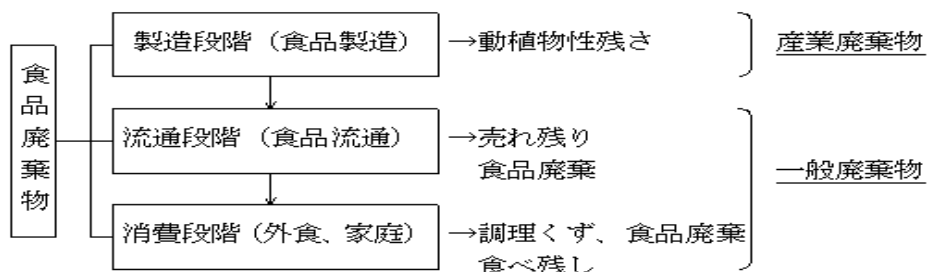 食品廃棄物
製造段階（食品製造）
→動植物性残さ
産業廃棄物
流通段階（食品流通）
→売れ残り
食品廃棄
一般廃棄物
消費段階（外食、家庭）
→調理くず、食品廃棄
食べ残し